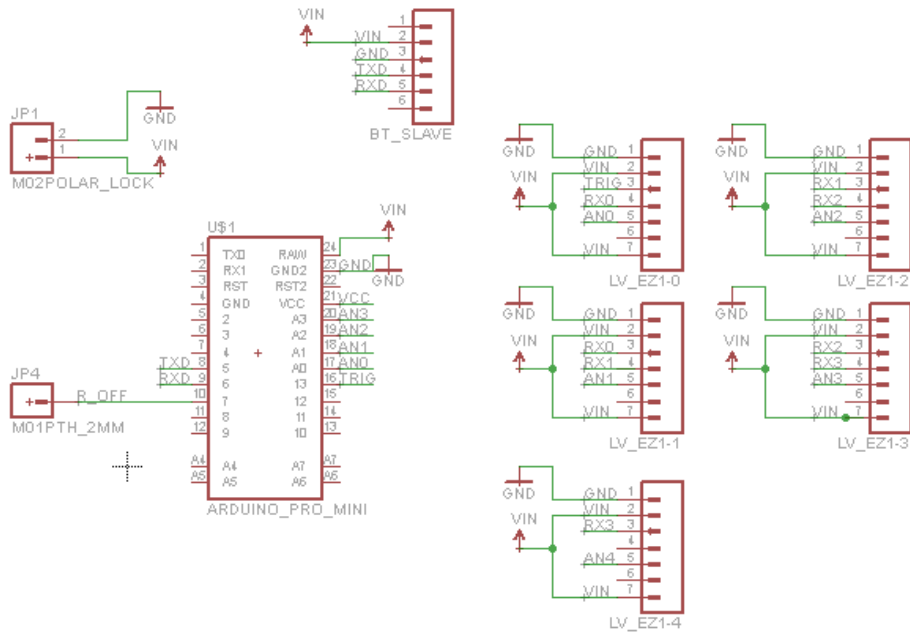 VIN
1
VIN 2
GND 3
TXD 4
RXD 5
6
BT_SLAVE
JP1
2
1
GND
VIN
M02POLAR_LOCK
GND
VIN
GND 1
VIN 2
TRIG 3
RX0 4
AN0 5
6
VIN 7
LV_EZ1-0
GND
VIN
GND 1
VIN 2
RX1 3
RX2 4
AN2 5
6
VIN 7
LV_EZ1-2
U$1
VIN
GND
1 TXD RAW 24
2 RX1 GND2 23 GND
3 RST RST2 22
4 GND VCC 21 VCC
5 2 A3 20 AN3
6 3 A2 19 AN2
7 4 A1 18 AN1
TXD 8 5 A0 17 AN0
RXD 9 6 13 16 TRIG
10 7 12 15
11 8 11 14
12 9 10 13
A4 A4 A7 A7
A5 A5 A6 A6
ARDUINO_PRO_MINI
JP4
R_OFF
M01PTH_2MM
GND
VIN
GND 1
VIN 2
RX0 3
RX1 4
AN1 5
6
VIN 7
LV_EZ1-1
GND
VIN
GND 1
VIN 2
RX2 3
RX3 4
AN3 5
6
VIN 7
LV_EZ1-3
GND
VIN
GND 1
VIN 2
RX3 3
4
AN4 5
6
VIN 7
LV_EZ1-4